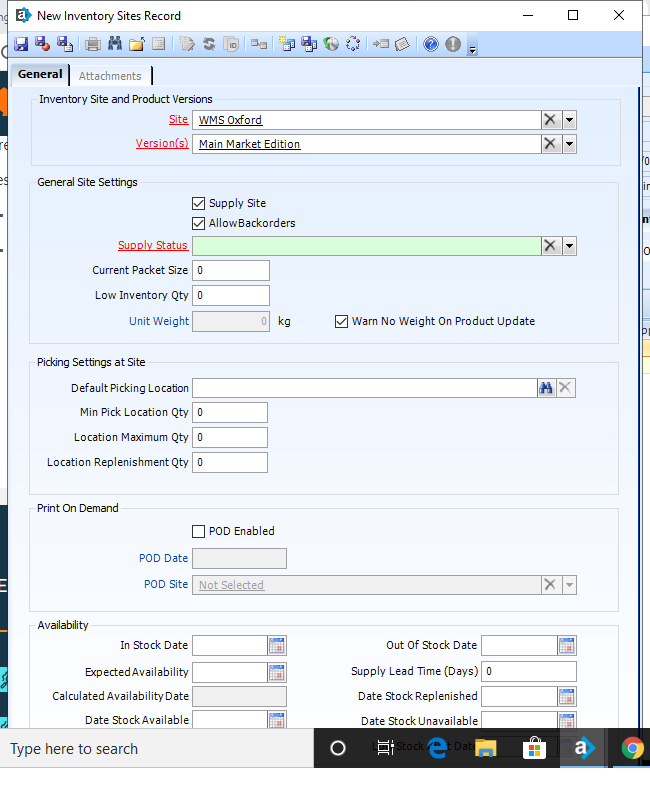 New Inventory Sites Record
General Attachments
Inventory Site and Product Versions
Site WMS Oxford
Version(s) Main Market Edition
General Site Settings
Supply Site
Allow Backorders
Supply Status
Current Packet Size 0
Low Inventory Qty 0
Unit Weight 0 kg Warn No Weight On Product Update
Picking Settings at Site
Default Picking Location
Min Pick Location Qty 0
Location Maximum Qty 0
Location Replenishment Qty 0
Print On Demand
POD Enabled
POD Date
POD Site Not Selected
Availability
In Stock Date Out Of Stock Date
Expected Availability Supply Lead Time (Days) 0
Calculated Availability Date Date Stock Replenished
Date Stock Available Date Stock Unavailable
Type here to search